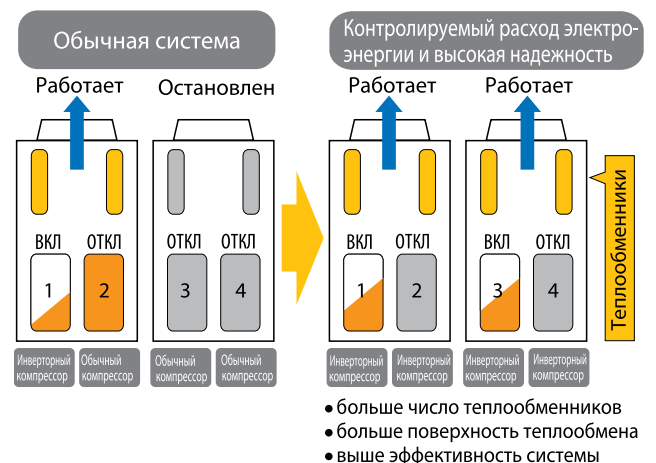 Обычная система
Контролируемый расход электро-
энергии и высокая надежность
Работает
Остановлен
Работает
Работает
ВКЛ
ОТКЛ
ОТКЛ
ОТКЛ
ВКЛ
ОТКЛ
ВКЛ
ОТКЛ
1
2
3
4
1
2
3
4
Теплообменники
Инверторный
компрессор
Обычный
компрессор
Обычный
компрессор
Обычный
компрессор
Инверторный
компрессор
Инверторный
компрессор
Инверторный
компрессор
Инверторный
компрессор
• больше число теплообменников
• больше поверхность теплообмена
• выше эффективность системы